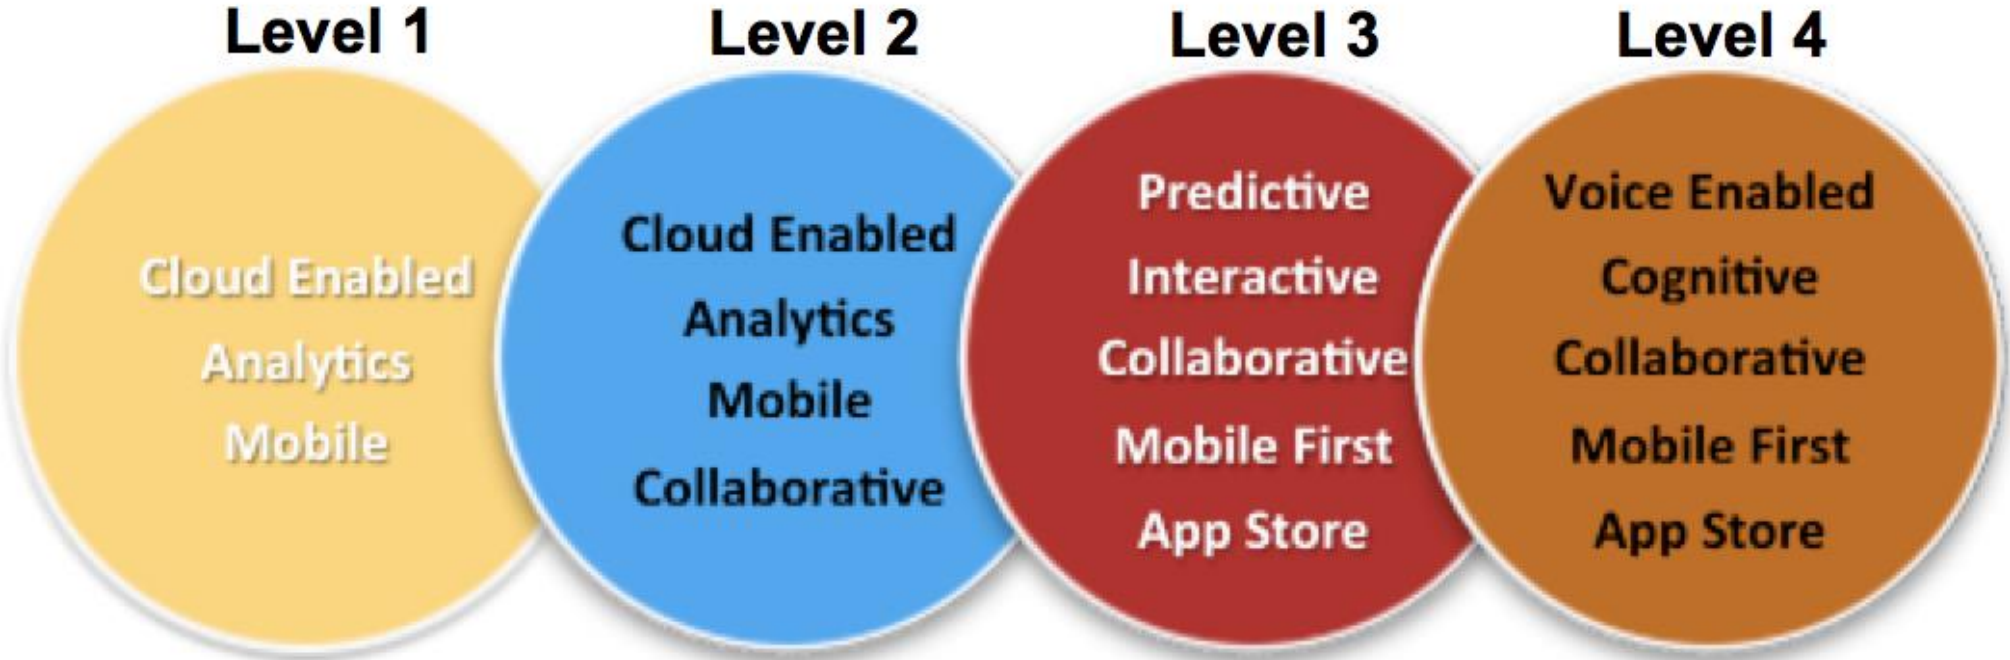 Level 1
Cloud Enabled
Analytics
Mobile
Level 2
Cloud Enabled
Analytics
Mobile
Collaborative
Level 3
Predictive
Interactive
Collaborative
Mobile First
App Store
Level 4
Voice Enabled
Cognitive
Collaborative
Mobile First
App Store